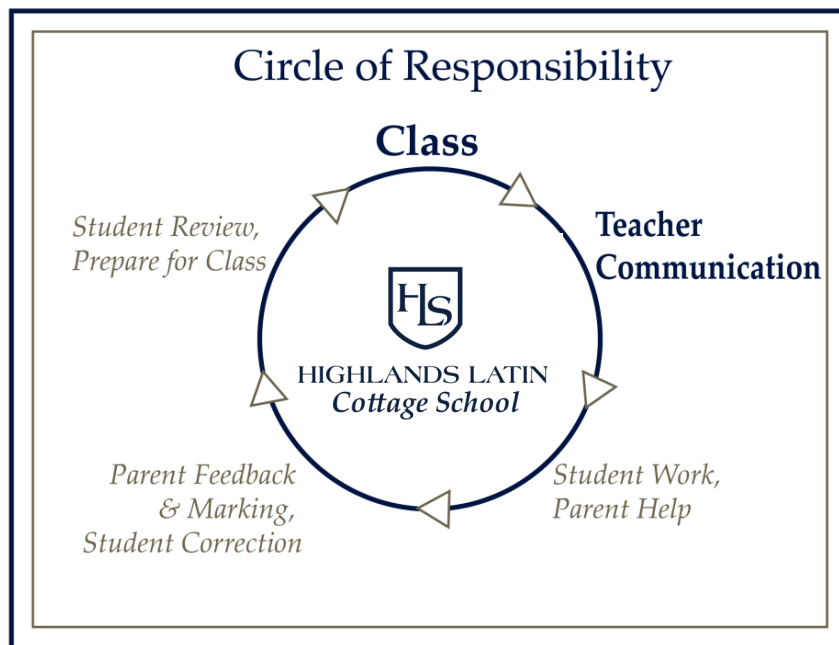 Circle of Responsibility
Class
Teacher
Communication
Student Work,
Parent Help
Parent Feedback
& Marking,
Student Correction
Student Review,
Prepare for Class
HLS
HIGHLANDS LATIN
Cottage School